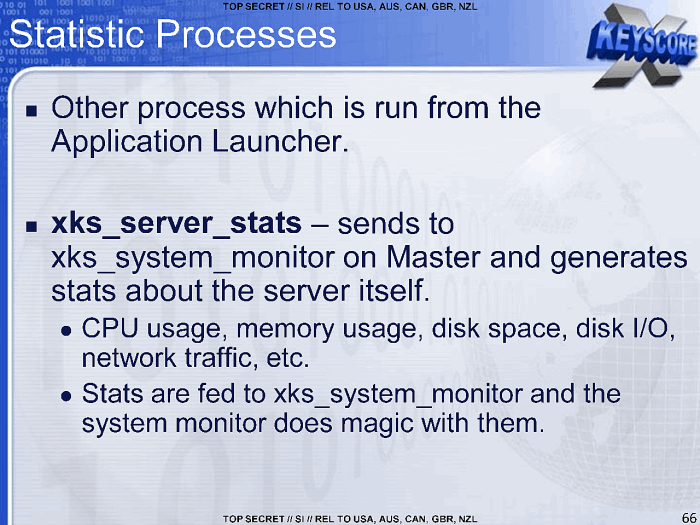 TOP SECRET // SI // REL TO USA, AUS, CAN, GBR, NZL
Statistic Processes
X
KEYSCORE
■ Other process which is run from the
Application Launcher.
■ xks_server_stats – sends to
xks_system_monitor on Master and generates
stats about the server itself.
● CPU usage, memory usage, disk space, disk I/O,
network traffic, etc.
● Stats are fed to xks_system_monitor and the
system monitor does magic with them.
TOP SECRET // SI // REL TO USA, AUS, CAN, GBR, NZL
66